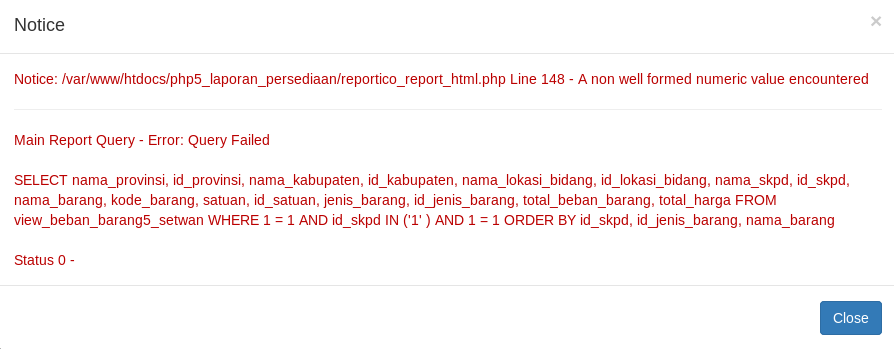 Notice
×
Notice: /var/www/htdocs/php5_laporan_persediaan/reportico_report_html.php Line 148 - A non well formed numeric value encountered
Main Report Query - Error: Query Failed
SELECT nama_provinsi, id_provinsi, nama_kabupaten, id_kabupaten, nama_lokasi_bidang, id_lokasi_bidang, nama_skpd, id_skpd,
nama_barang, kode_barang, satuan, id_satuan, jenis_barang, id_jenis_barang, total_beban_barang, total_harga FROM
view_beban_barang5_setwan WHERE 1 = 1 AND id_skpd IN ('1' ) AND 1 = 1 ORDER BY id_skpd, id_jenis_barang, nama_barang
Status 0 -
Close